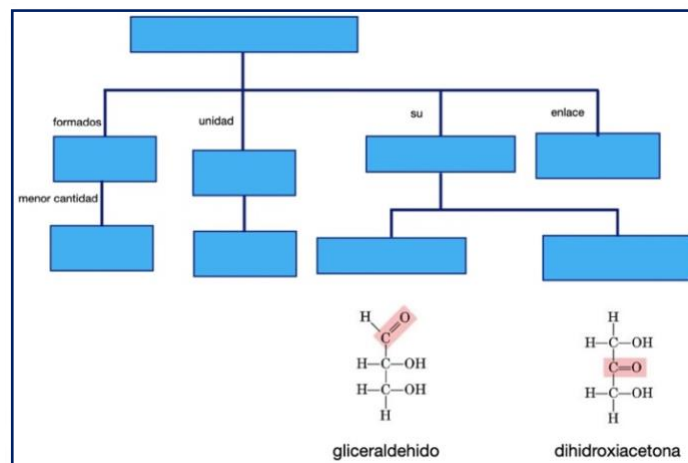 formados
unidad
su
enlace
menor cantidad
H
O
C
H—C—OH
H—C—OH
H
gliceraldehido
H
H—C—OH
C=O
H—C—OH
H
dihidroxiacetona